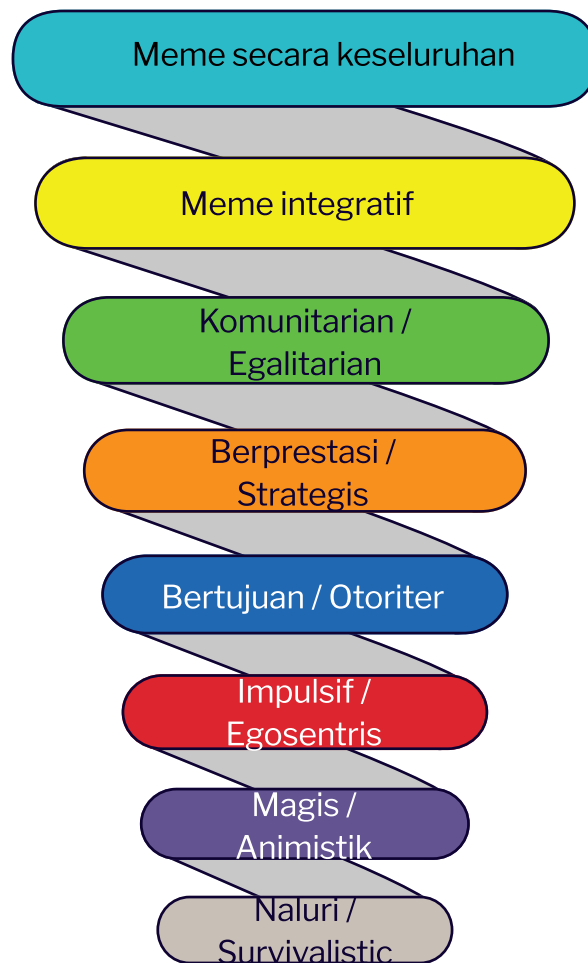 Meme secara keseluruhan
Meme integratif
Komunitarian /
Egalitarian
Berprestasi /
Strategis
Bertujuan / Otoriter
Impulsif /
Egosentris
Magis /
Animistik
Naluri /
Survivalistic